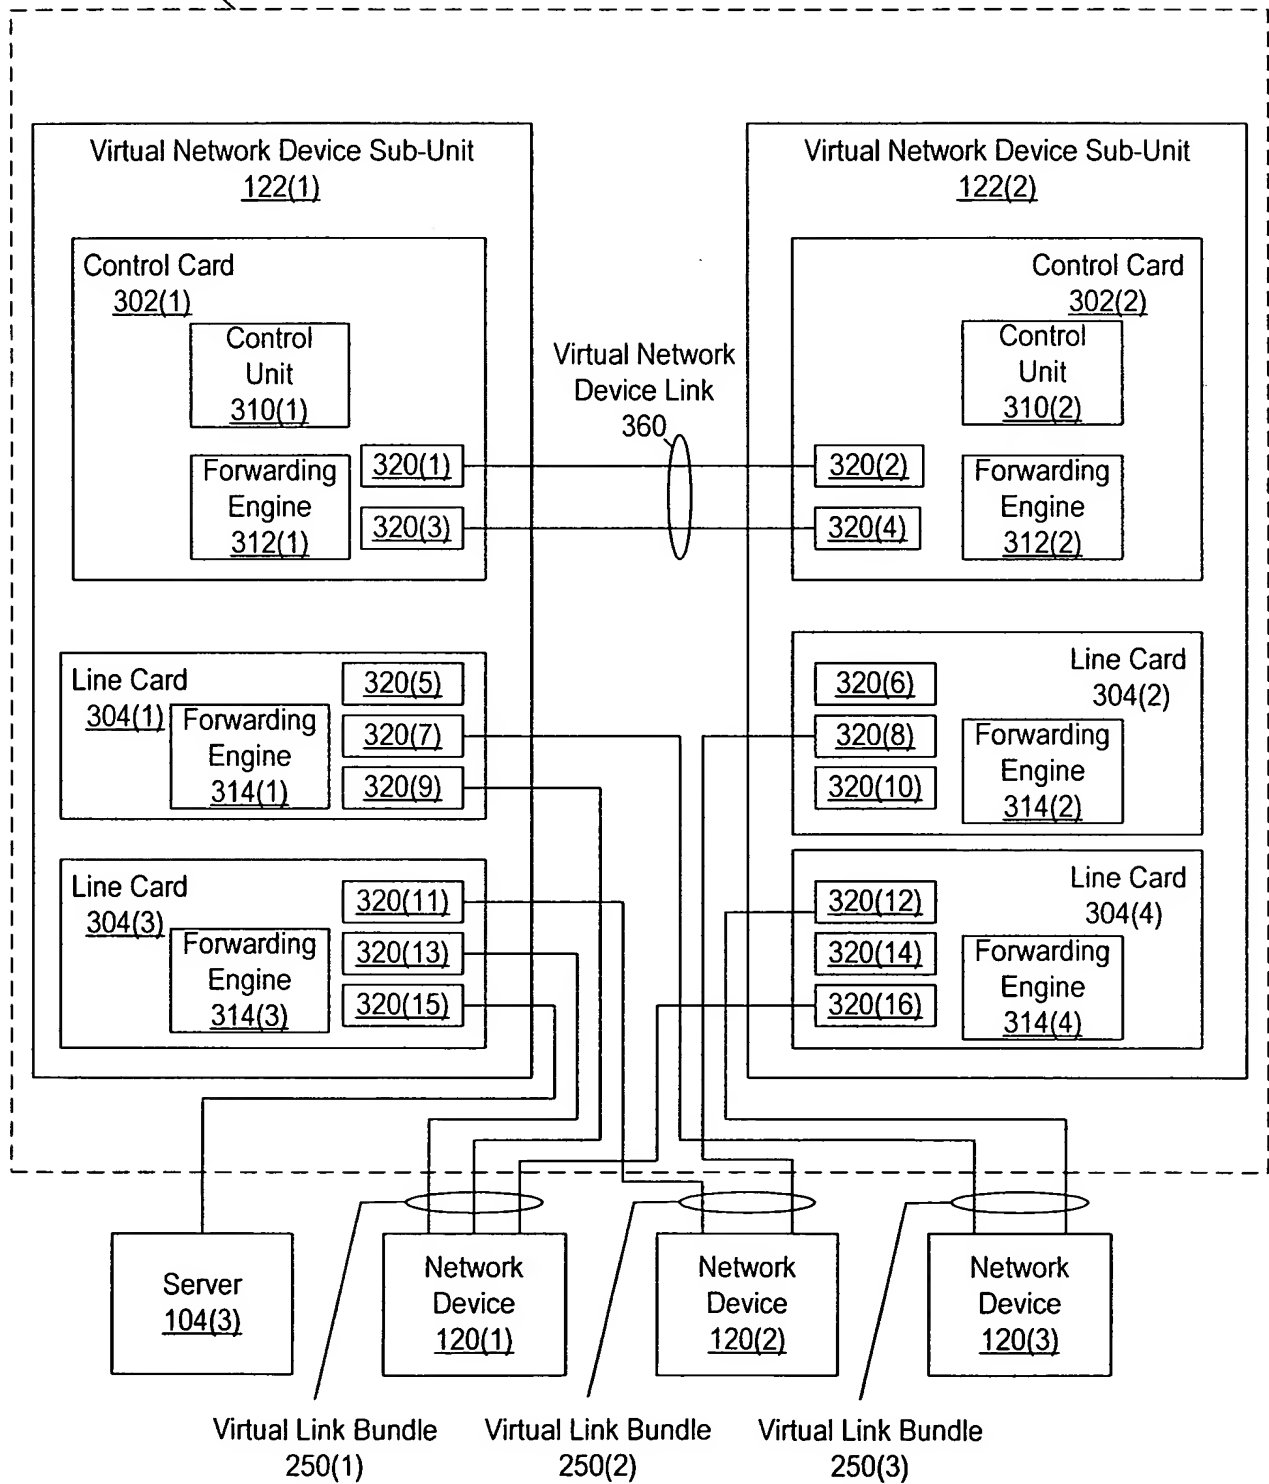 Virtual Network Device Sub-Unit
122(1)
Control Card
302(1)
Control
Unit
310(1)
Forwarding
Engine
312(1)
320(1)
320(3)
Line Card
304(1)
Forwarding
Engine
314(1)
320(5)
320(7)
320(9)
Line Card
304(3)
Forwarding
Engine
314(3)
320(11)
320(13)
320(15)
Virtual Network
Device Link
360
Virtual Network Device Sub-Unit
122(2)
Control Card
302(2)
Control
Unit
310(2)
320(2)
320(4)
Forwarding
Engine
312(2)
Line Card
304(2)
320(6)
320(8)
320(10)
Forwarding
Engine
314(2)
Line Card
304(4)
320(12)
320(14)
320(16)
Forwarding
Engine
314(4)
Server
104(3)
Network
Device
120(1)
Network
Device
120(2)
Network
Device
120(3)
Virtual Link Bundle
250(1)
Virtual Link Bundle
250(2)
Virtual Link Bundle
250(3)